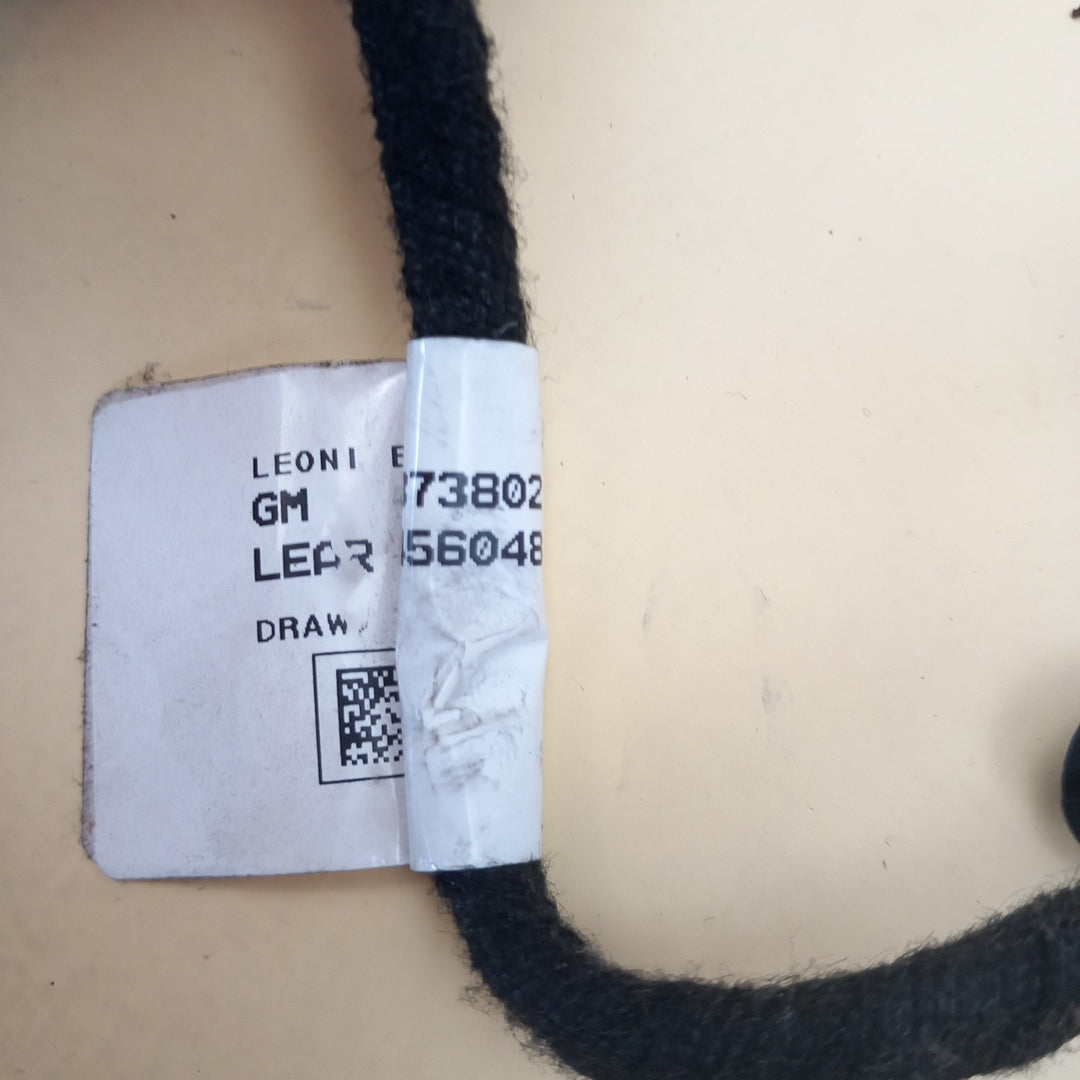 LEONI E
GM 73802
LEAR 56048
DRAW